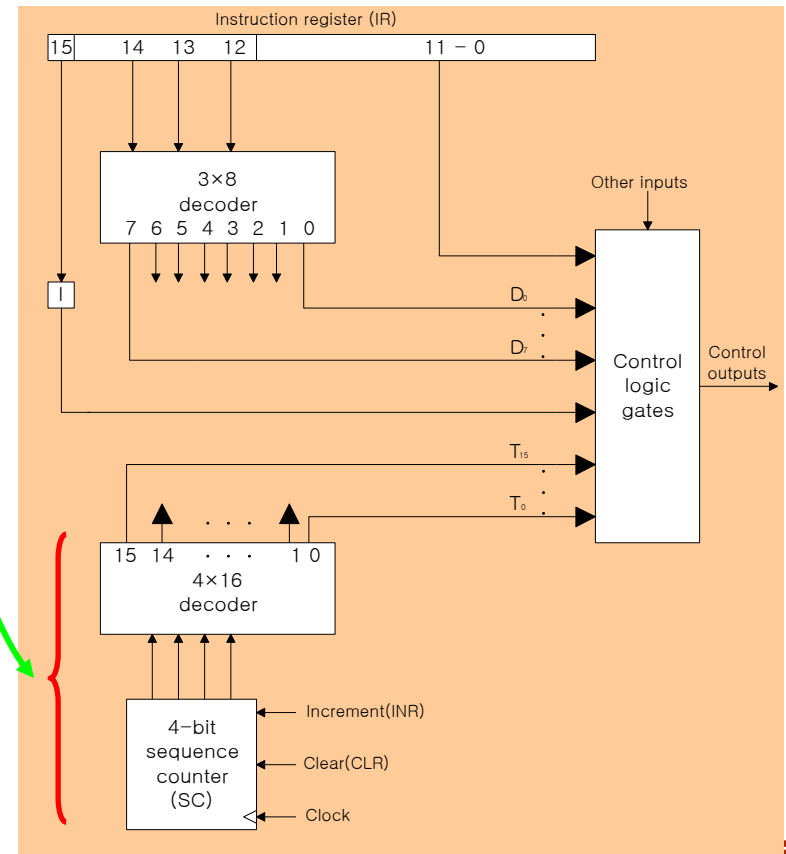 Instruction register (IR)
15 14 13 12 11 - 0
3×8
decoder
7 6 5 4 3 2 1 0
Other inputs
I
D0
D7
Control
logic
gates
Control
outputs
T15
T0
15 14 . . . 1 0
4×16
decoder
4-bit
sequence
counter
(SC)
Increment(INR)
Clear(CLR)
Clock